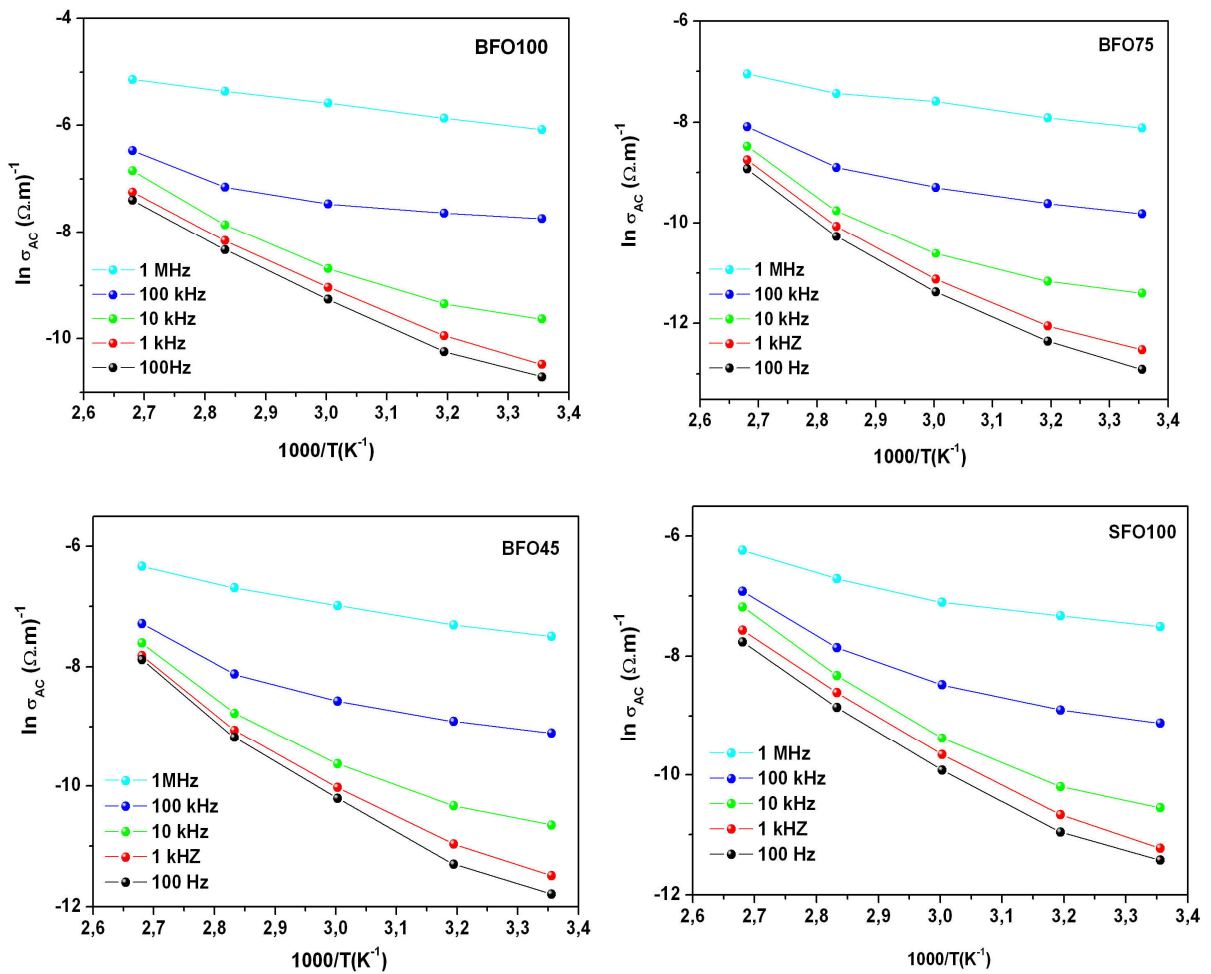 BFO100
-4
-6
-8
-10
ln σAC (Ω.m)-1
1 MHz
100 kHz
10 kHz
1 kHz
100Hz
2,6 2,7 2,8 2,9 3,0 3,1 3,2 3,3 3,4
1000/T(K-1)
BFO75
-6
-8
-10
-12
ln σAC (Ω.m)-1
1 MHz
100 kHz
10 kHz
1 kHZ
100 Hz
2,6 2,7 2,8 2,9 3,0 3,1 3,2 3,3 3,4
1000/T(K-1)
BFO45
-6
-8
-10
-12
ln σAC (Ω.m)-1
1MHz
100 kHz
10 kHz
1 kHZ
100 Hz
2,6 2,7 2,8 2,9 3,0 3,1 3,2 3,3 3,4
1000/T(K-1)
SFO100
-6
-8
-10
-12
ln σAC (Ω.m)-1
1 MHz
100 kHz
10 kHz
1 kHZ
100 Hz
2,6 2,7 2,8 2,9 3,0 3,1 3,2 3,3 3,4
1000/T(K-1)